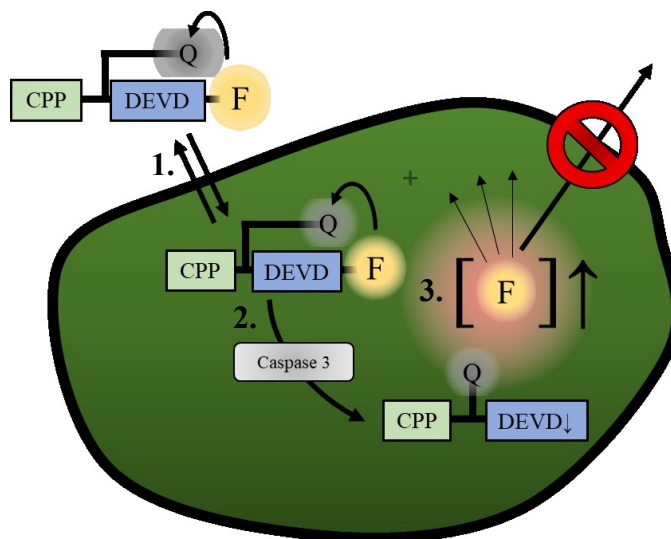 Q
CPP
DEVD
F
1.
+
Q
CPP
DEVD
F
3.
[F]↑
2.
Caspase 3
Q
CPP
DEVD↓